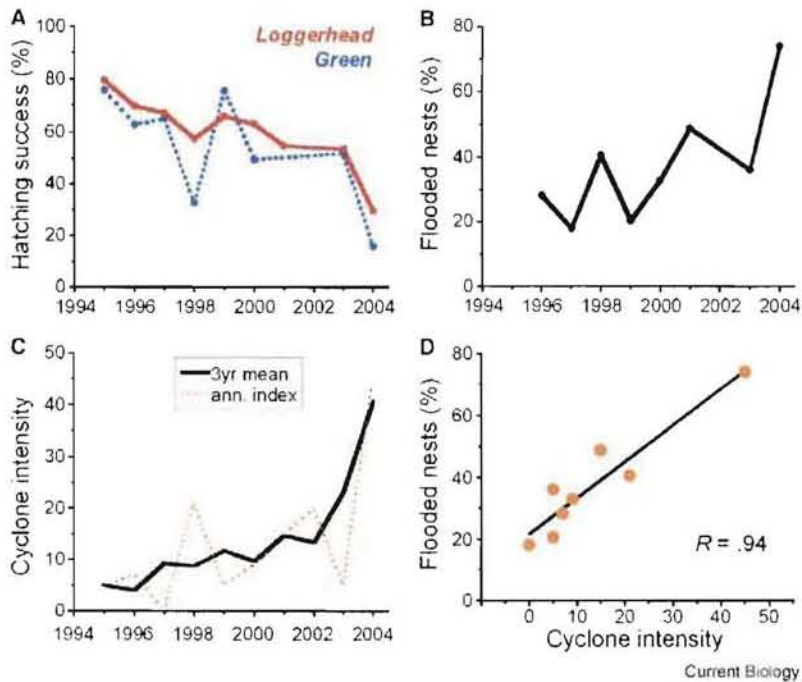 A
Loggerhead
Green
Hatching success (%)
100
80
60
40
20
0
1994 1996 1998 2000 2002 2004
B
Flooded nests (%)
80
60
40
20
0
1994 1996 1998 2000 2002 2004
C
3yr mean
ann. index
Cyclone intensity
50
40
30
20
10
0
1994 1996 1998 2000 2002 2004
D
Flooded nests (%)
80
60
40
20
0
R = .94
0 10 20 30 40 50
Cyclone intensity
Current Biology